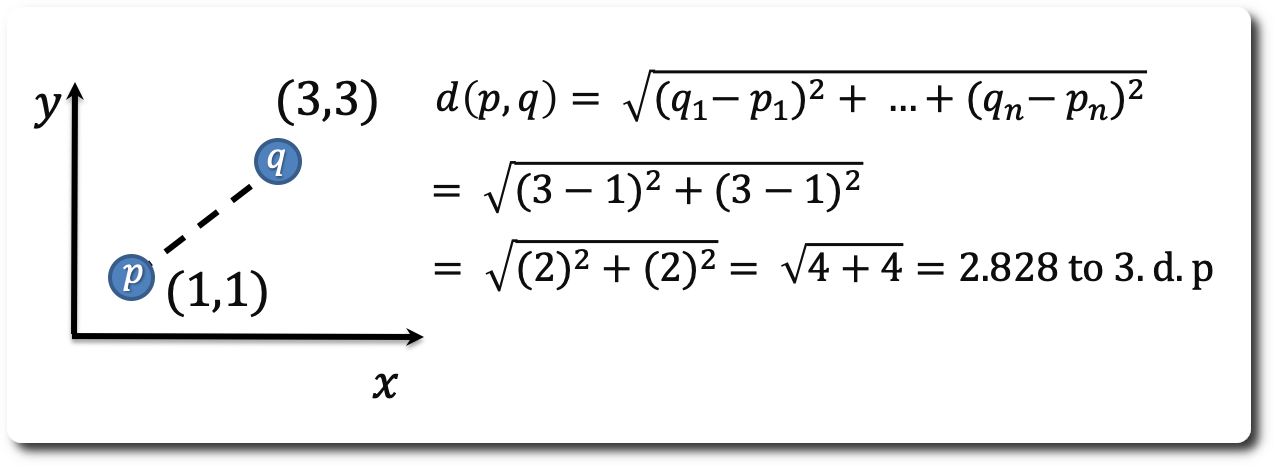 y
(3,3)
q
p
(1,1)
x
d(p, q) = √(q₁− p₁)² + ...+ (qₙ− pₙ)²
= √(3 − 1)² + (3 − 1)²
= √(2)² + (2)² = √4 + 4 = 2.828 to 3. d. p